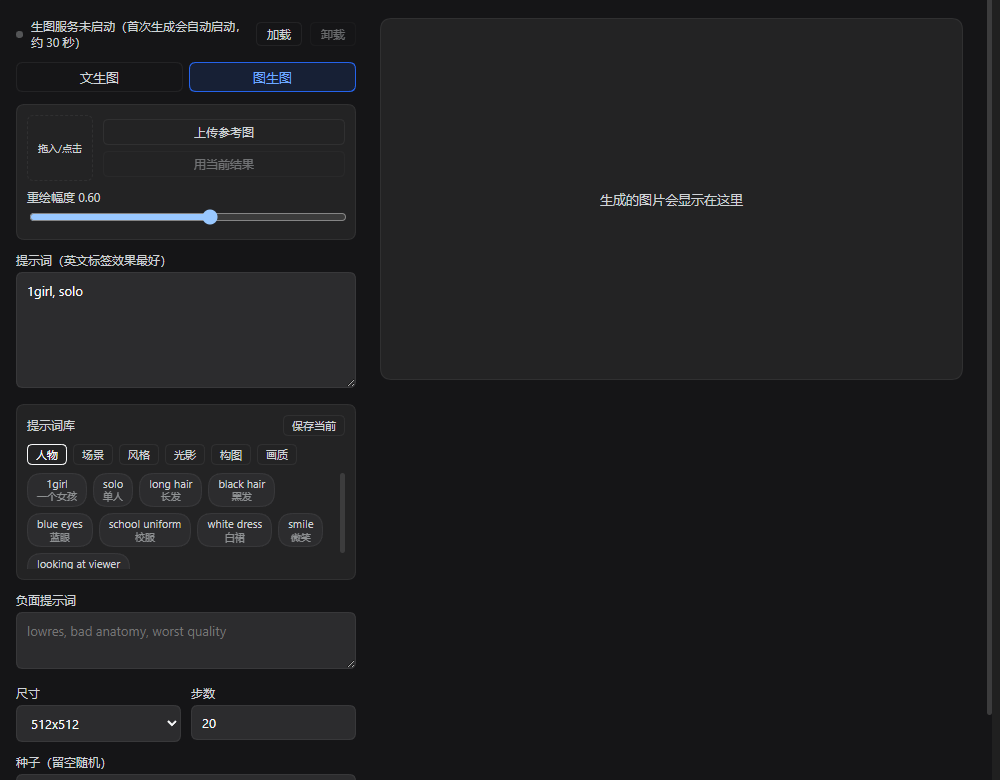 生图服务未启动（首次生成会自动启动，
约 30 秒）
加载
卸载
文生图
图生图
拖入/点击
上传参考图
用当前结果
重绘幅度 0.60
提示词（英文标签效果最好）
1girl, solo
提示词库
保存当前
人物
场景
风格
光影
构图
画质
1girl
一个女孩
solo
单人
long hair
长发
black hair
黑发
blue eyes
蓝眼
school uniform
校服
white dress
白裙
smile
微笑
looking at viewer
负面提示词
lowres, bad anatomy, worst quality
尺寸
步数
512x512
20
种子（留空随机）
生成的图片会显示在这里